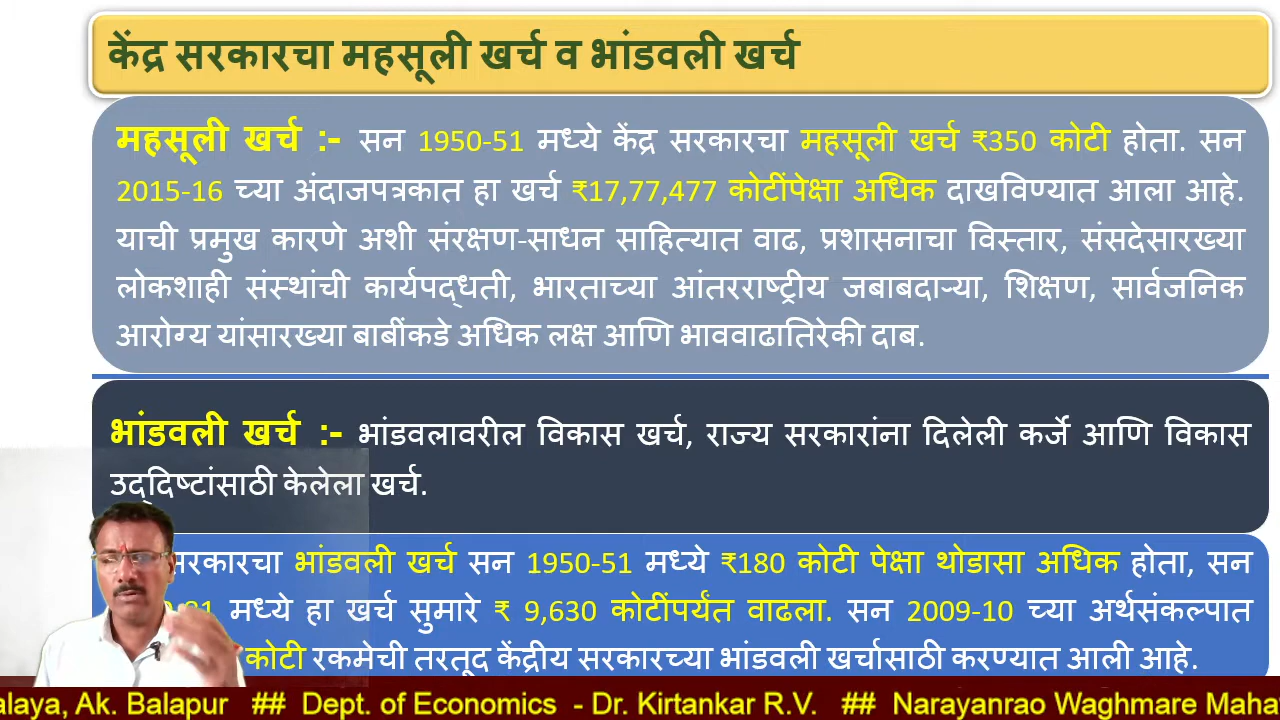 केंद्र सरकारचा महसूली खर्च व भांडवली खर्च
महसूली खर्च :- सन 1950-51 मध्ये केंद्र सरकारचा महसूली खर्च ₹350 कोटी होता. सन
2015-16 च्या अंदाजपत्रकात हा खर्च ₹17,77,477 कोटींपेक्षा अधिक दाखविण्यात आला आहे.
याची प्रमुख कारणे अशी संरक्षण-साधन साहित्यात वाढ, प्रशासनाचा विस्तार, संसदेसारख्या
लोकशाही संस्थांची कार्यपद्धती, भारताच्या आंतरराष्ट्रीय जबाबदाऱ्या, शिक्षण, सार्वजनिक
आरोग्य यांसारख्या बाबींकडे अधिक लक्ष आणि भाववाढातिरेकी दाब.
भांडवली खर्च :- भांडवलावरील विकास खर्च, राज्य सरकारांना दिलेली कर्जे आणि विकास
उद्दिष्टांसाठी केलेला खर्च.
सरकारचा भांडवली खर्च सन 1950-51 मध्ये ₹180 कोटी पेक्षा थोडासा अधिक होता, सन
मध्ये हा खर्च सुमारे ₹ 9,630 कोटींपर्यंत वाढला. सन 2009-10 च्या अर्थसंकल्पात
कोटी रकमेची तरतूद केंद्रीय सरकारच्या भांडवली खर्चासाठी करण्यात आली आहे.
alaya, Ak. Balapur ## Dept. of Economics - Dr. Kirtankar R.V. ## Narayanrao Waghmare Maha